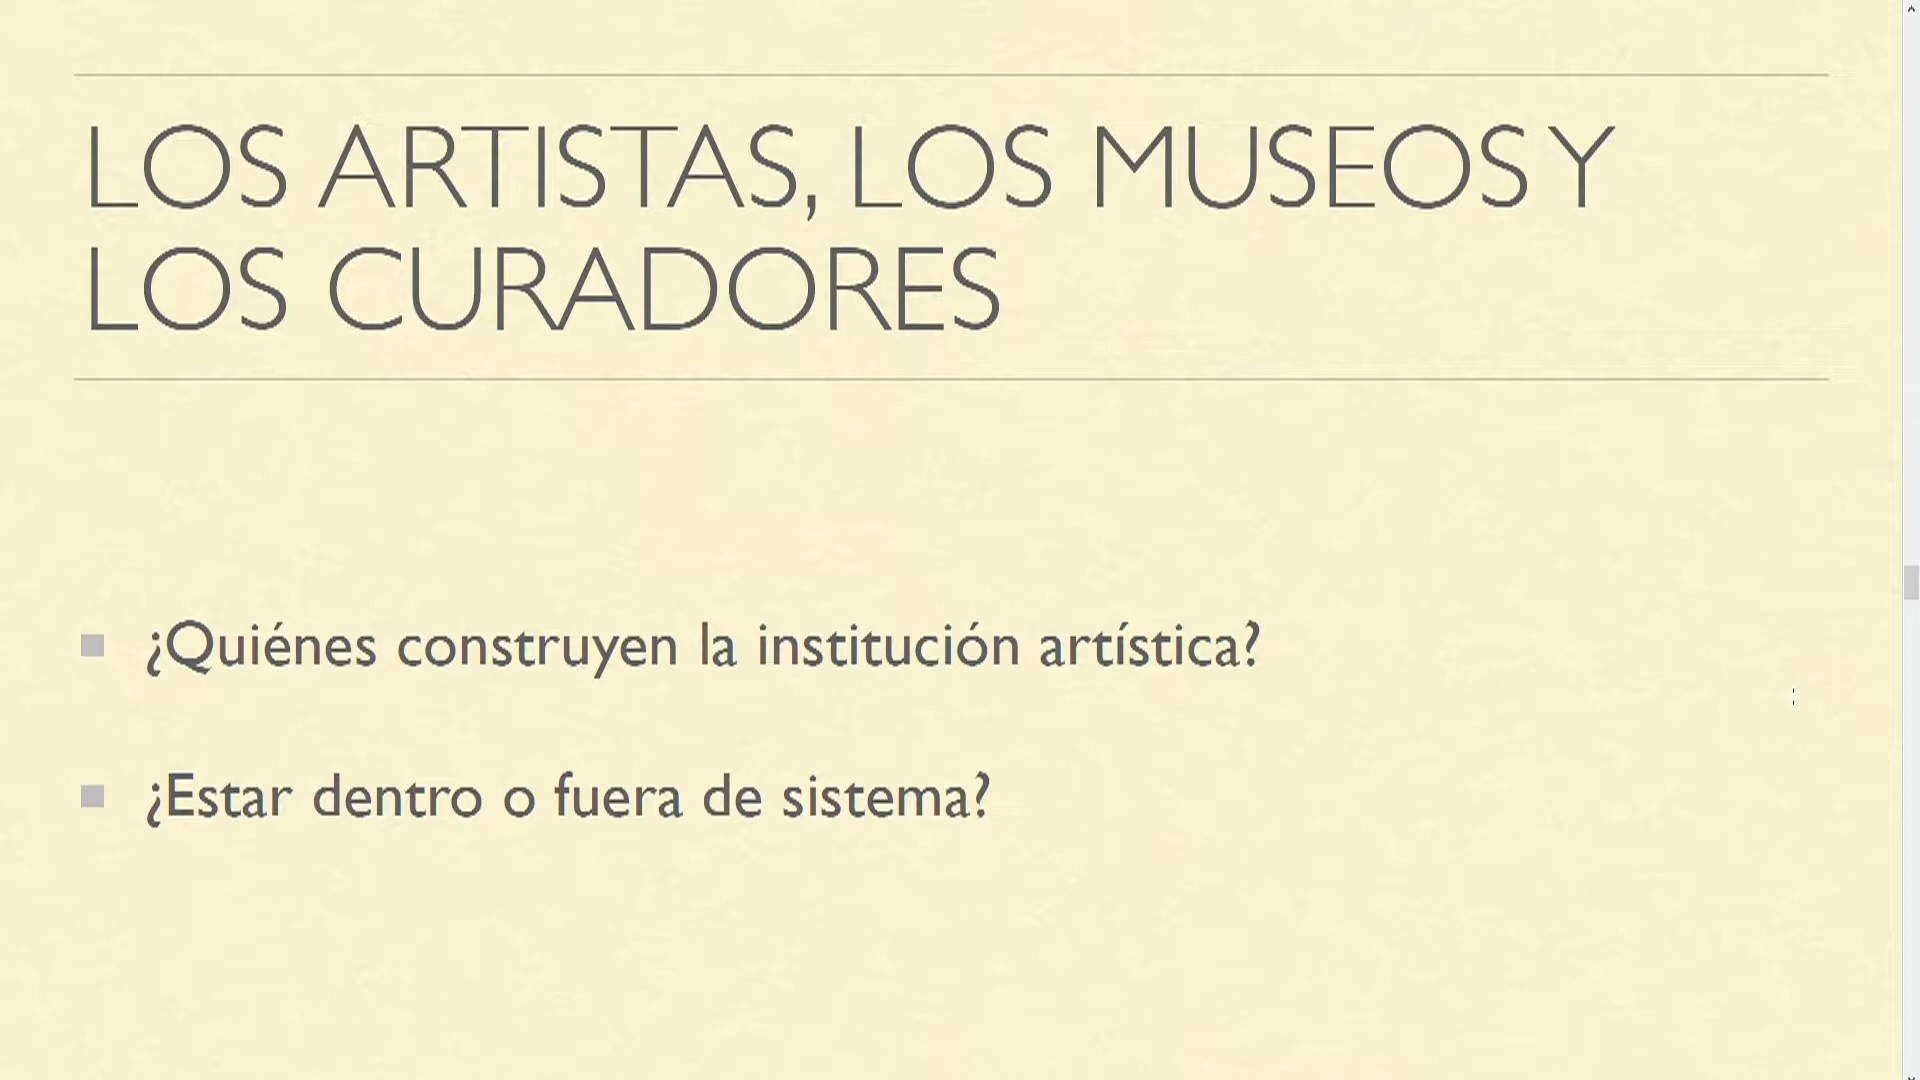 LOS ARTISTAS, LOS MUSEOS Y
LOS CURADORES
¿Quiénes construyen la institución artística?
¿Estar dentro o fuera de sistema?